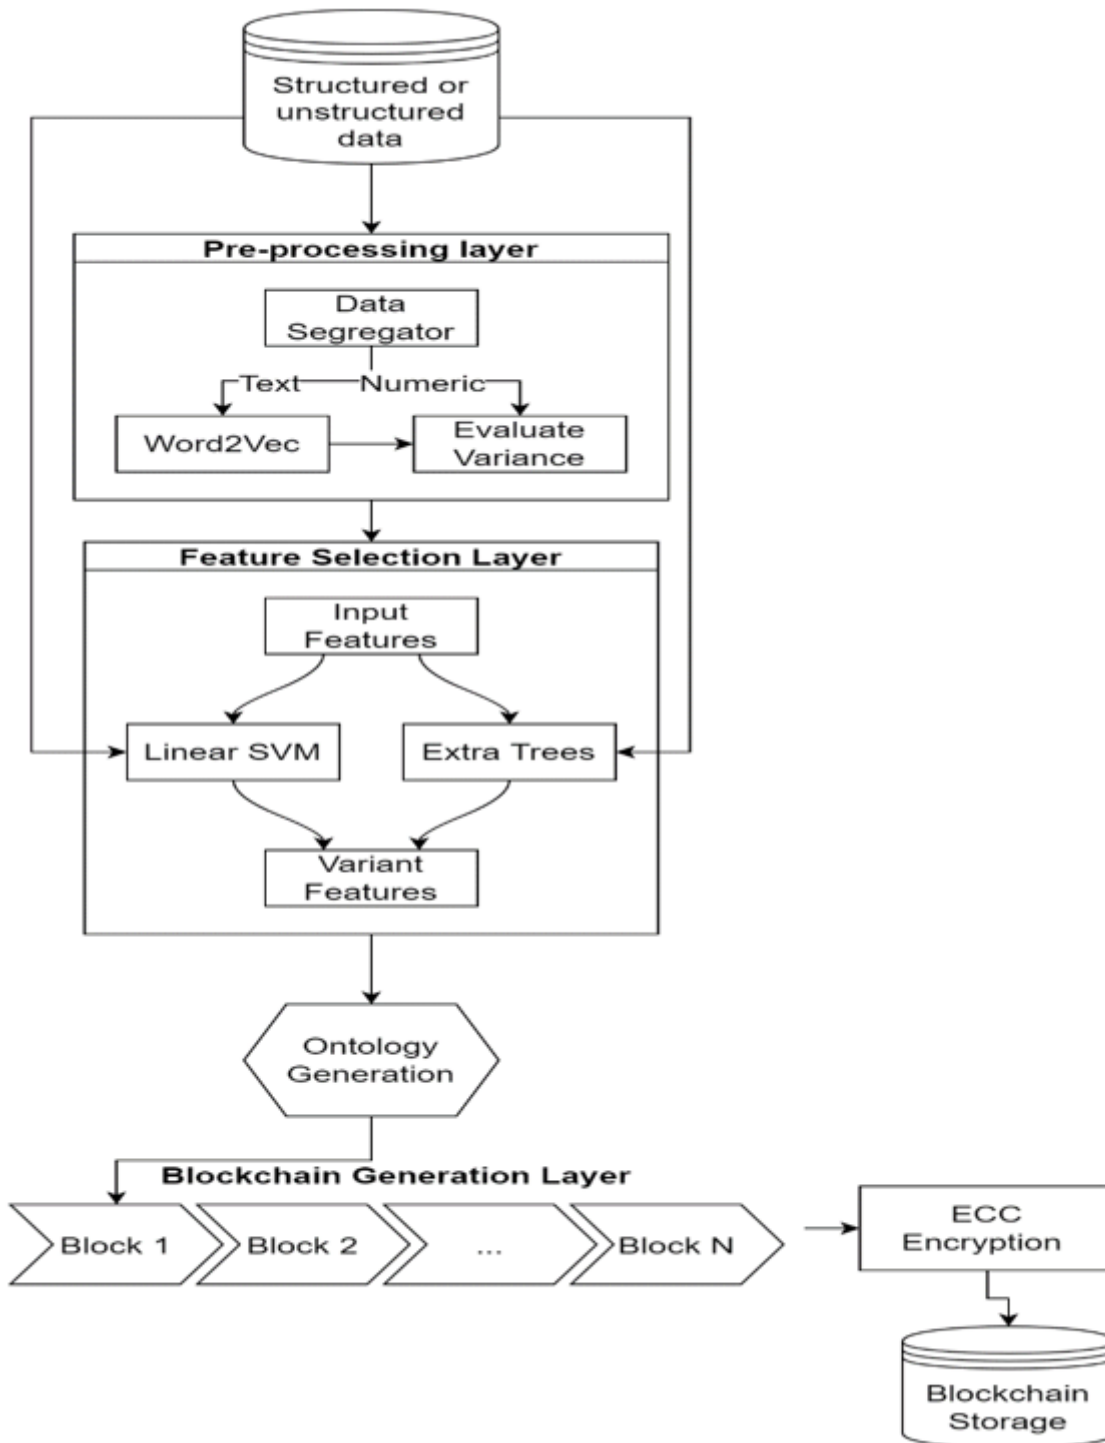 Structured or
unstructured
data
Pre-processing layer
Data
Segregator
Text
Numeric
Word2Vec
Evaluate
Variance
Feature Selection Layer
Input
Features
Linear SVM
Extra Trees
Variant
Features
Ontology
Generation
Blockchain Generation Layer
Block 1
Block 2
...
Block N
ECC
Encryption
Blockchain
Storage